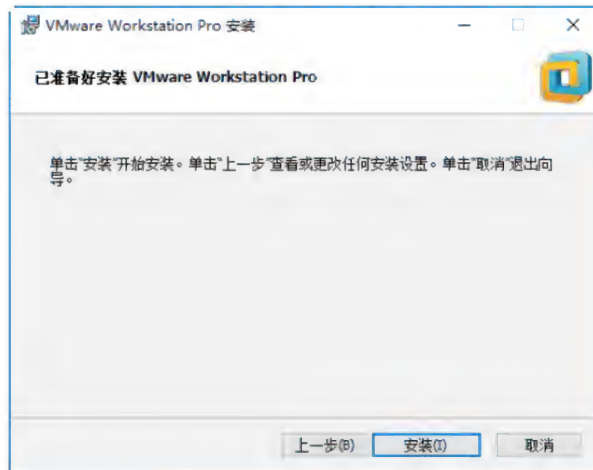 VMware Workstation Pro 安装
已准备好安装 VMware Workstation Pro
单击"安装"开始安装。单击"上一步"查看或更改任何安装设置。单击"取消"退出向
导。
上一步(B) 安装(I) 取消